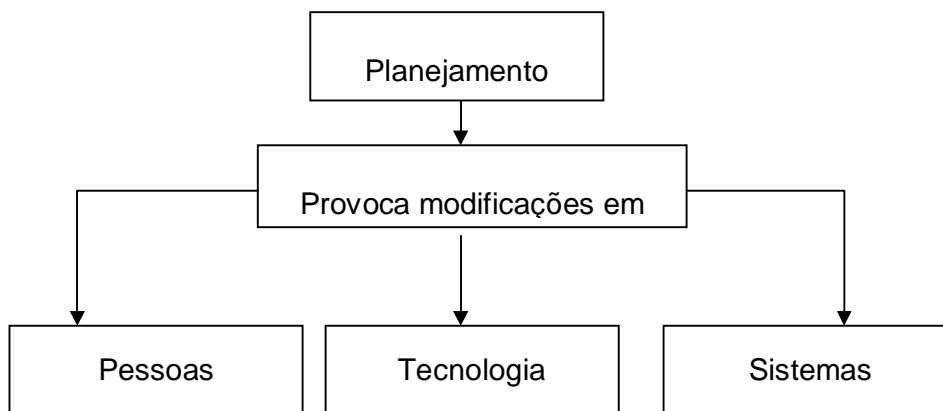 Planejamento
Provoca modificações em
Pessoas
Tecnologia
Sistemas